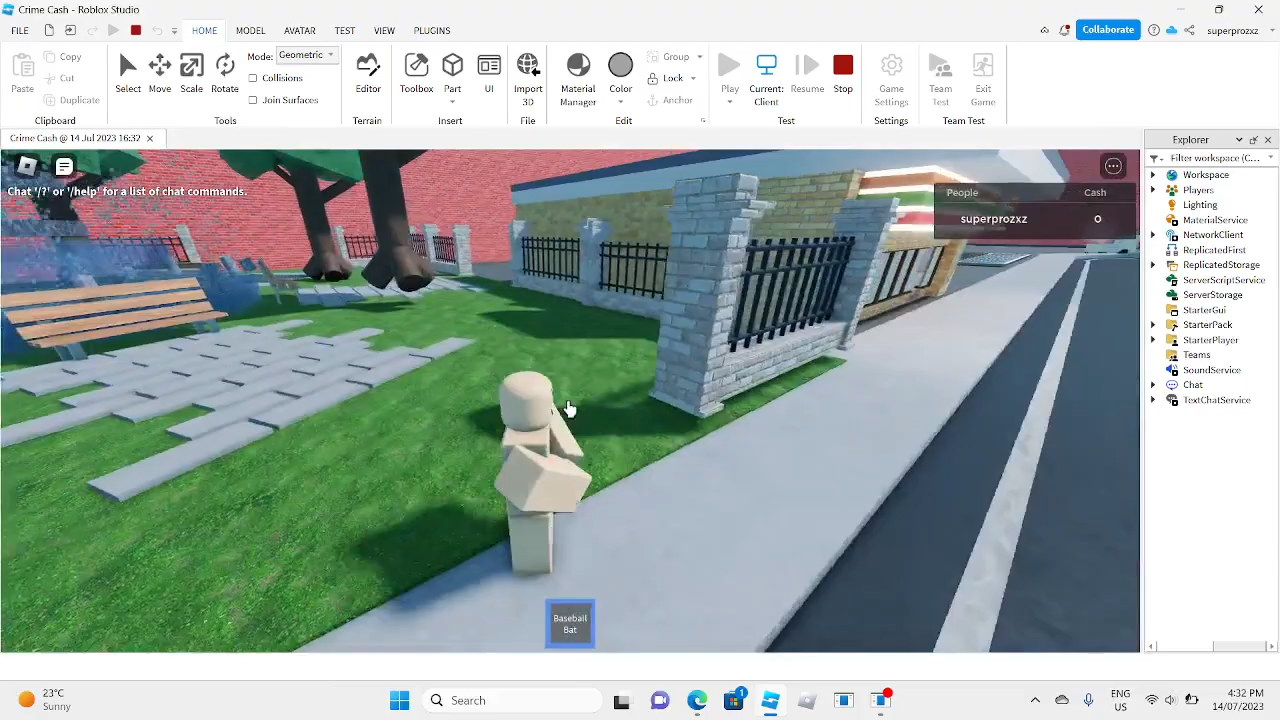 Crime Cash - Roblox Studio
FILE HOME MODEL AVATAR TEST VIEW PLUGINS Collaborate superprozxz
Paste Copy Cut Duplicate Clipboard
Select Move Scale Rotate Mode: Geometric Collisions Join Surfaces Tools
Editor Terrain
Toolbox Part UI Insert
Import 3D File
Material Manager Color Group Lock Anchor Edit
Play Current: Client Resume Stop Test
Game Settings Settings
Team Test Exit Game Team Test
Crime Cash @ 14 Jul 2023 16:32
Chat '/?' or '/help' for a list of chat commands.
People Cash
superprozxz 0
Baseball
Bat
Explorer
Filter workspace (C...
Workspace
Players
Lighting
MaterialService
NetworkClient
ReplicatedFirst
ReplicatedStorage
ServerScriptService
ServerStorage
StarterGui
StarterPack
StarterPlayer
Teams
SoundService
Chat
TextChatService
23°C
Sunny
Search
1
ENG
US
4:32 PM
14/07/2023